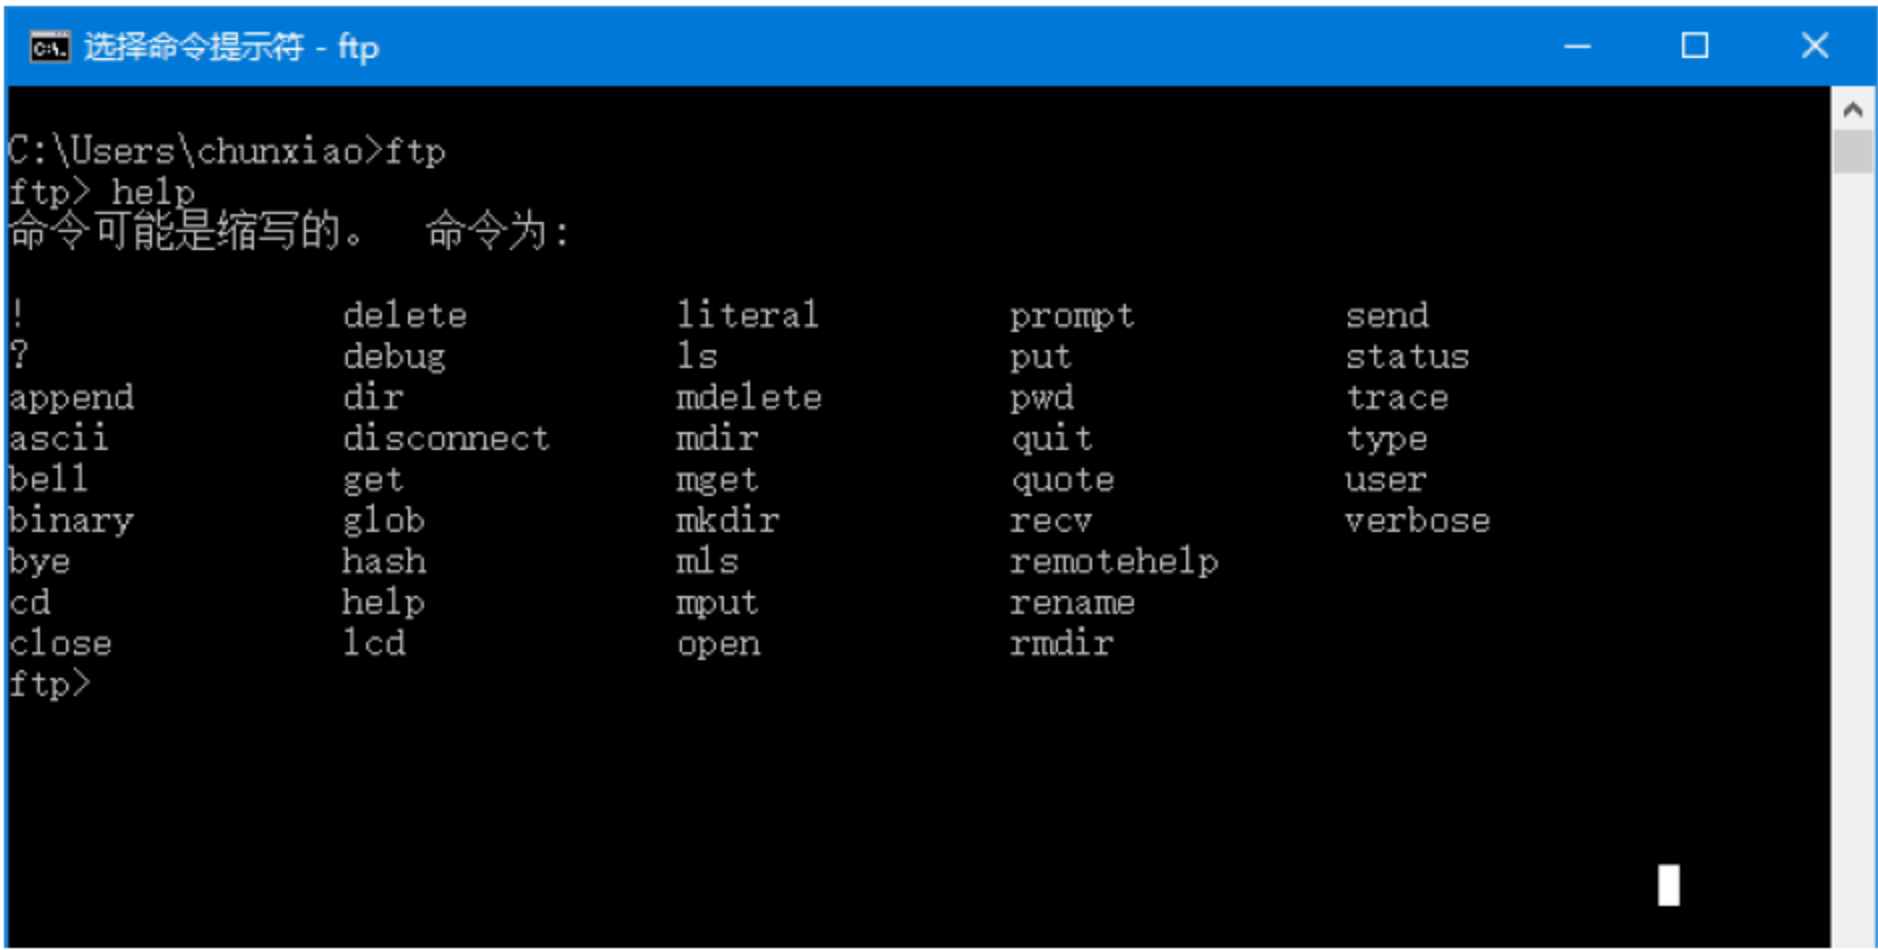 选择命令提示符 - ftp
C:\Users\chunxiao>ftp
ftp> help
命令可能是缩写的。  命令为:
!               delete          literal         prompt          send
?               debug           ls              put             status
append          dir             mdelete         pwd             trace
ascii           disconnect      mdir            quit            type
bell            get             mget            quote           user
binary          glob            mkdir           recv            verbose
bye             hash            mls             remotehelp
cd              help            mput            rename
close           lcd             open            rmdir
ftp>